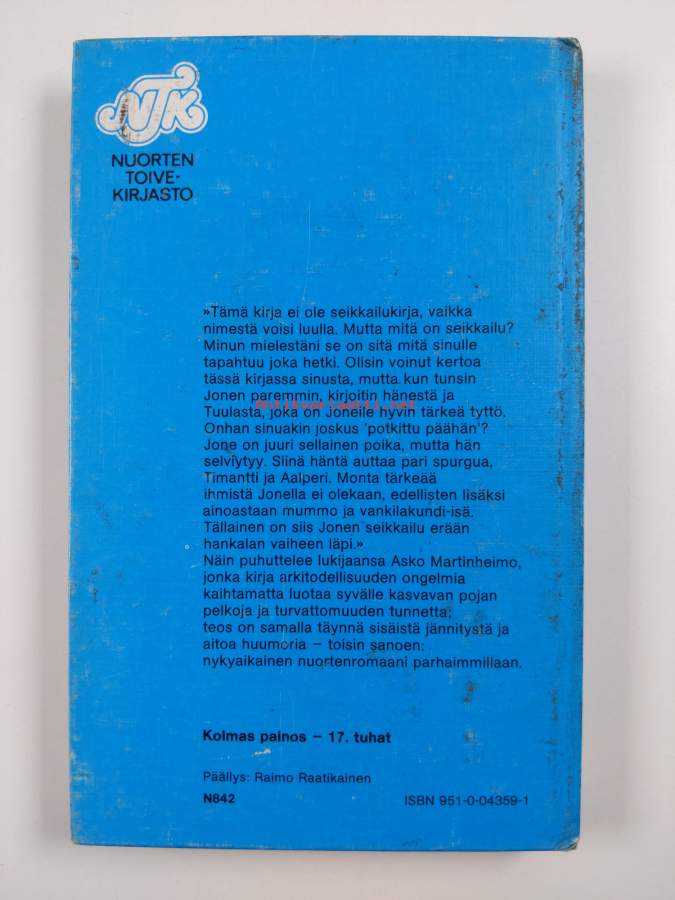 NTK
NUORTEN
TOIVE-
KIRJASTO
»Tämä kirja ei ole seikkailukirja, vaikka
nimestä voisi luulla. Mutta mitä on seikkailu?
Minun mielestäni se on sitä mitä sinulle
tapahtuu joka hetki. Olisin voinut kertoa
tässä kirjassa sinusta, mutta kun tunsin
Jonen paremmin, kirjoitin hänestä ja
Antikvariaatti.net
Tuulasta, joka on Jonelle hyvin tärkeä tyttö.
Onhan sinuakin joskus 'potkittu päähän'?
Jone on juuri sellainen poika, mutta hän
selviytyy. Siinä häntä auttaa pari spurgua,
Timantti ja Aalperi. Monta tärkeää
ihmistä Jonella ei olekaan, edellisten lisäksi
ainoastaan mummo ja vankilakundi-isä.
Tällainen on siis Jonen seikkailu erään
hankalan vaiheen läpi.»
Näin puhuttelee lukijaansa Asko Martinheimo,
jonka kirja arkitodellisuuden ongelmia
kaihtamatta luotaa syvälle kasvavan pojan
pelkoja ja turvattomuuden tunnetta;
teos on samalla täynnä sisäistä jännitystä ja
aitoa huumoria – toisin sanoen:
nykyaikainen nuortenromaani parhaimmillaan.
Kolmas painos – 17. tuhat
Päällys: Raimo Raatikainen
N842 ISBN 951-0-04359-1